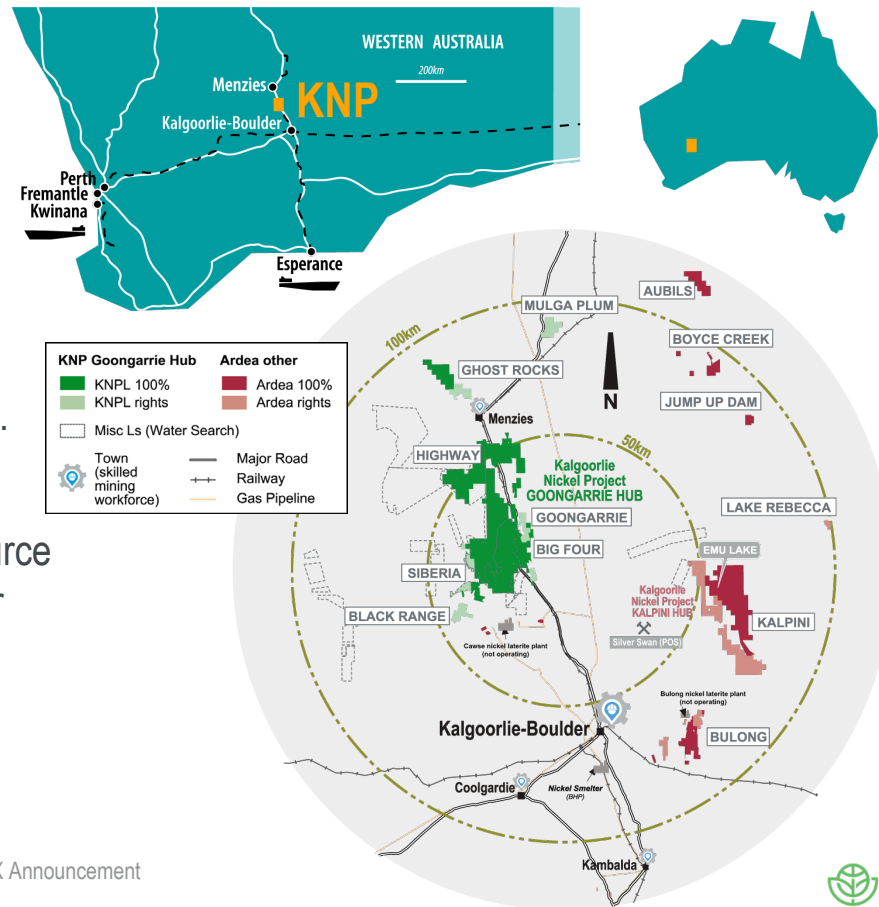 WESTERN AUSTRALIA
200km
Menzies
KNP
Kalgoorlie-Boulder
Perth
Fremantle
Kwinana
Esperance
KNP Goongarrie Hub
KNPL 100%
KNPL rights
Ardea other
Ardea 100%
Ardea rights
Misc Ls (Water Search)
Town
(skilled
mining
workforce)
Major Road
Railway
Gas Pipeline
.
urce
X Announcement
AUBILS
MULGA PLUM
100km
BOYCE CREEK
GHOST ROCKS
N
JUMP UP DAM
Menzies
50km
HIGHWAY
Kalgoorlie
Nickel Project
GOONGARRIE HUB
LAKE REBECCA
GOONGARRIE
BIG FOUR
EMU LAKE
SIBERIA
Kalgoorlie
Nickel Project
KALPINI HUB
BLACK RANGE
KALPINI
Silver Swan (POS)
Cawse nickel laterite plant
(not operating)
Bulong nickel laterite plant
(not operating)
Kalgoorlie-Boulder
BULONG
Coolgardie
Nickel Smelter
(BHP)
Kambalda